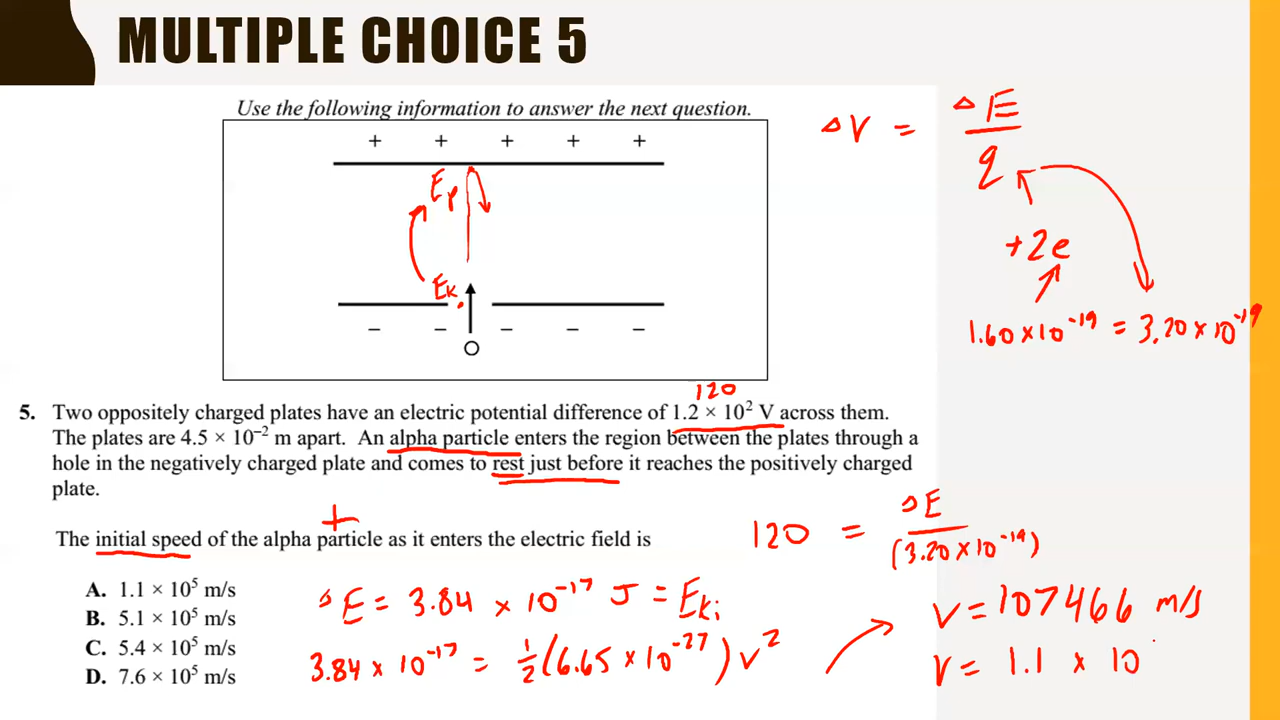 MULTIPLE CHOICE 5
Use the following information to answer the next question.
+ + + + +
Ep
Ek
– – – – –
ΔV = ΔE / q
+2e
1.60 × 10⁻¹⁹ = 3.20 × 10⁻¹⁹
120
5. Two oppositely charged plates have an electric potential difference of 1.2 × 10² V across them.
The plates are 4.5 × 10⁻² m apart. An alpha particle enters the region between the plates through a
hole in the negatively charged plate and comes to rest just before it reaches the positively charged
plate.
+
The initial speed of the alpha particle as it enters the electric field is
A. 1.1 × 10⁵ m/s
B. 5.1 × 10⁵ m/s
C. 5.4 × 10⁵ m/s
D. 7.6 × 10⁵ m/s
120 = ΔE / (3.20 × 10⁻¹⁹)
ΔE = 3.84 × 10⁻¹⁷ J = Eki
3.84 × 10⁻¹⁷ = ½(6.65 × 10⁻²⁷)v²
v = 107466 m/s
v = 1.1 × 10